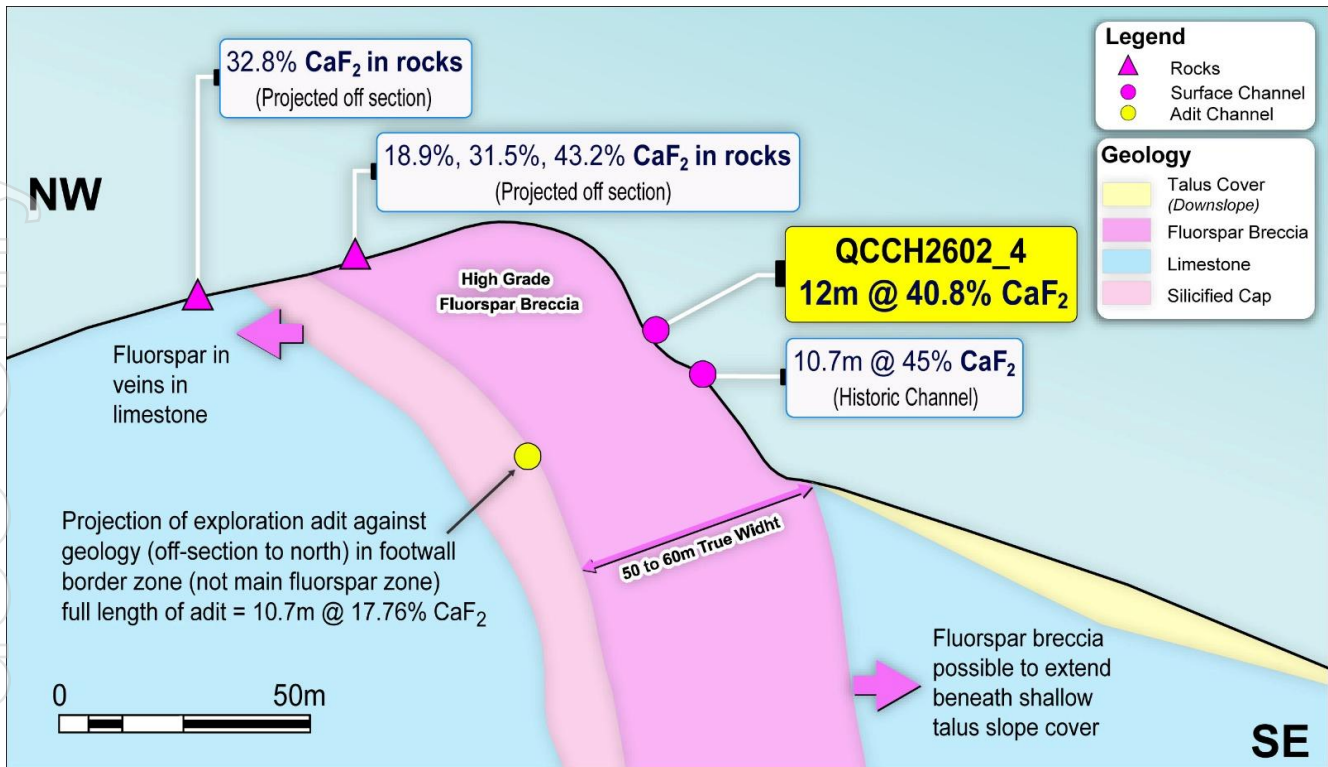 32.8% CaF₂ in rocks
(Projected off section)
18.9%, 31.5%, 43.2% CaF₂ in rocks
(Projected off section)
NW
Legend
Rocks
Surface Channel
Adit Channel
Geology
Talus Cover
(Downslope)
Fluorspar Breccia
Limestone
Silicified Cap
High Grade
Fluorspar Breccia
QCCH2602_4
12m @ 40.8% CaF₂
10.7m @ 45% CaF₂
(Historic Channel)
Fluorspar in
veins in
limestone
Projection of exploration adit against
geology (off-section to north) in footwall
border zone (not main fluorspar zone)
full length of adit = 10.7m @ 17.76% CaF₂
50 to 60m True Widht
Fluorspar breccia
possible to extend
beneath shallow
talus slope cover
0 50m
SE